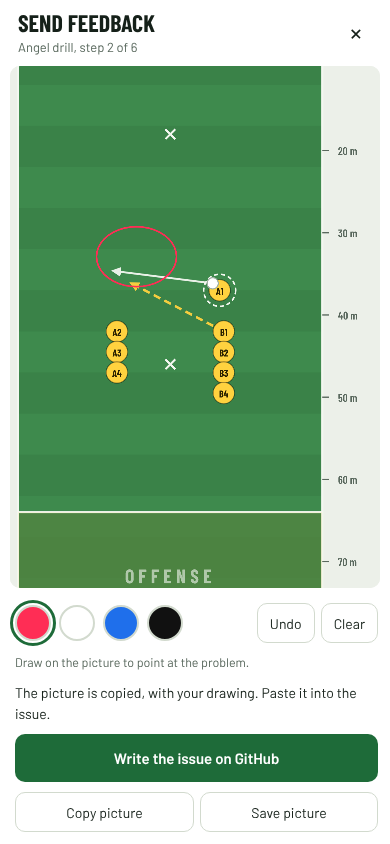 SEND FEEDBACK
Angel drill, step 2 of 6
×
20 m
30 m
A1
40 m
A2
B1
A3
B2
A4
B3
B4
50 m
60 m
OFFENSE
70 m
Undo
Clear
Draw on the picture to point at the problem.
The picture is copied, with your drawing. Paste it into the
issue.
Write the issue on GitHub
Copy picture
Save picture